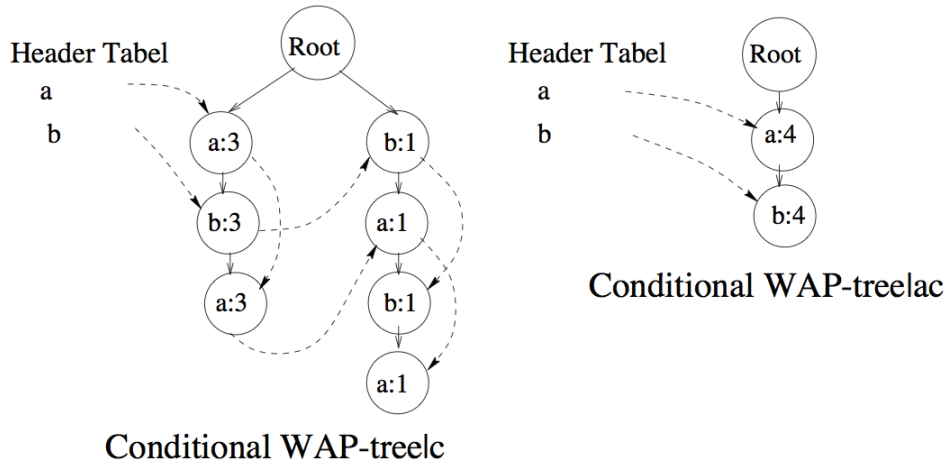 Header Tabel
a
b
Root
a:3
b:1
b:3
a:1
a:3
b:1
a:1
Conditional WAP-tree|c
Header Tabel
a
b
Root
a:4
b:4
Conditional WAP-tree|ac